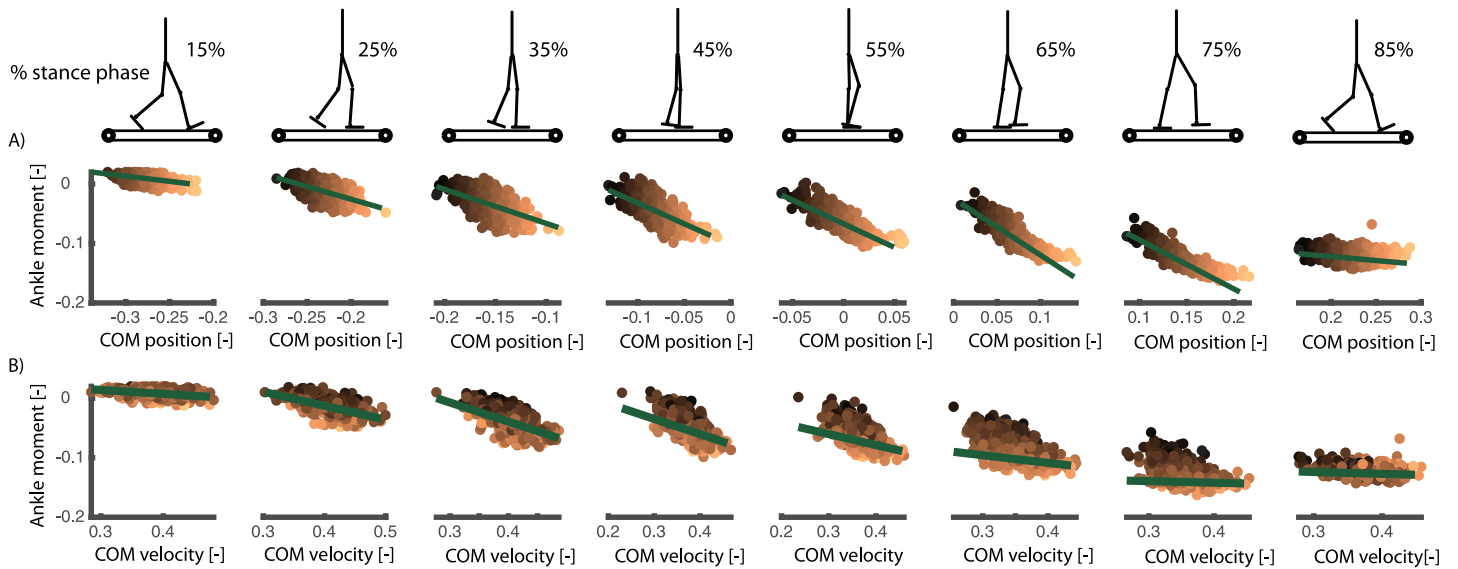 15% 25% 35% 45% 55% 65% 75% 85%
% stance phase
A)
Ankle moment [-]
0
-0.1
-0.2
-0.3 -0.25 -0.2 -0.3 -0.25 -0.2 -0.2 -0.15 -0.1 -0.1 -0.05 0 -0.05 0 0.05 0 0.05 0.1 0.1 0.15 0.2 0.2 0.25 0.3
COM position [-] COM position [-] COM position [-] COM position [-] COM position [-] COM position [-] COM position [-] COM position [-]
B)
Ankle moment [-]
0
-0.1
-0.2
0.3 0.4 0.3 0.4 0.5 0.3 0.4 0.2 0.3 0.4 0.2 0.3 0.4 0.3 0.4 0.3 0.4 0.3 0.4
COM velocity [-] COM velocity [-] COM velocity [-] COM velocity [-] COM velocity COM velocity [-] COM velocity [-] COM velocity[-]